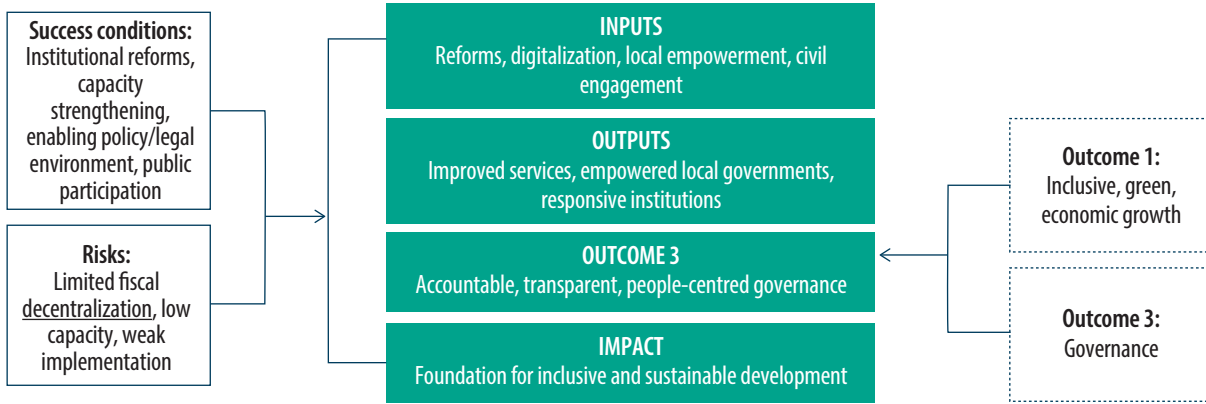 Success conditions:
Institutional reforms,
capacity
strengthening,
enabling policy/legal
environment, public
participation
Risks:
Limited fiscal
decentralization, low
capacity, weak
implementation
INPUTS
Reforms, digitalization, local empowerment, civil
engagement
OUTPUTS
Improved services, empowered local governments,
responsive institutions
OUTCOME 3
Accountable, transparent, people-centred governance
IMPACT
Foundation for inclusive and sustainable development
Outcome 1:
Inclusive, green,
economic growth
Outcome 3:
Governance